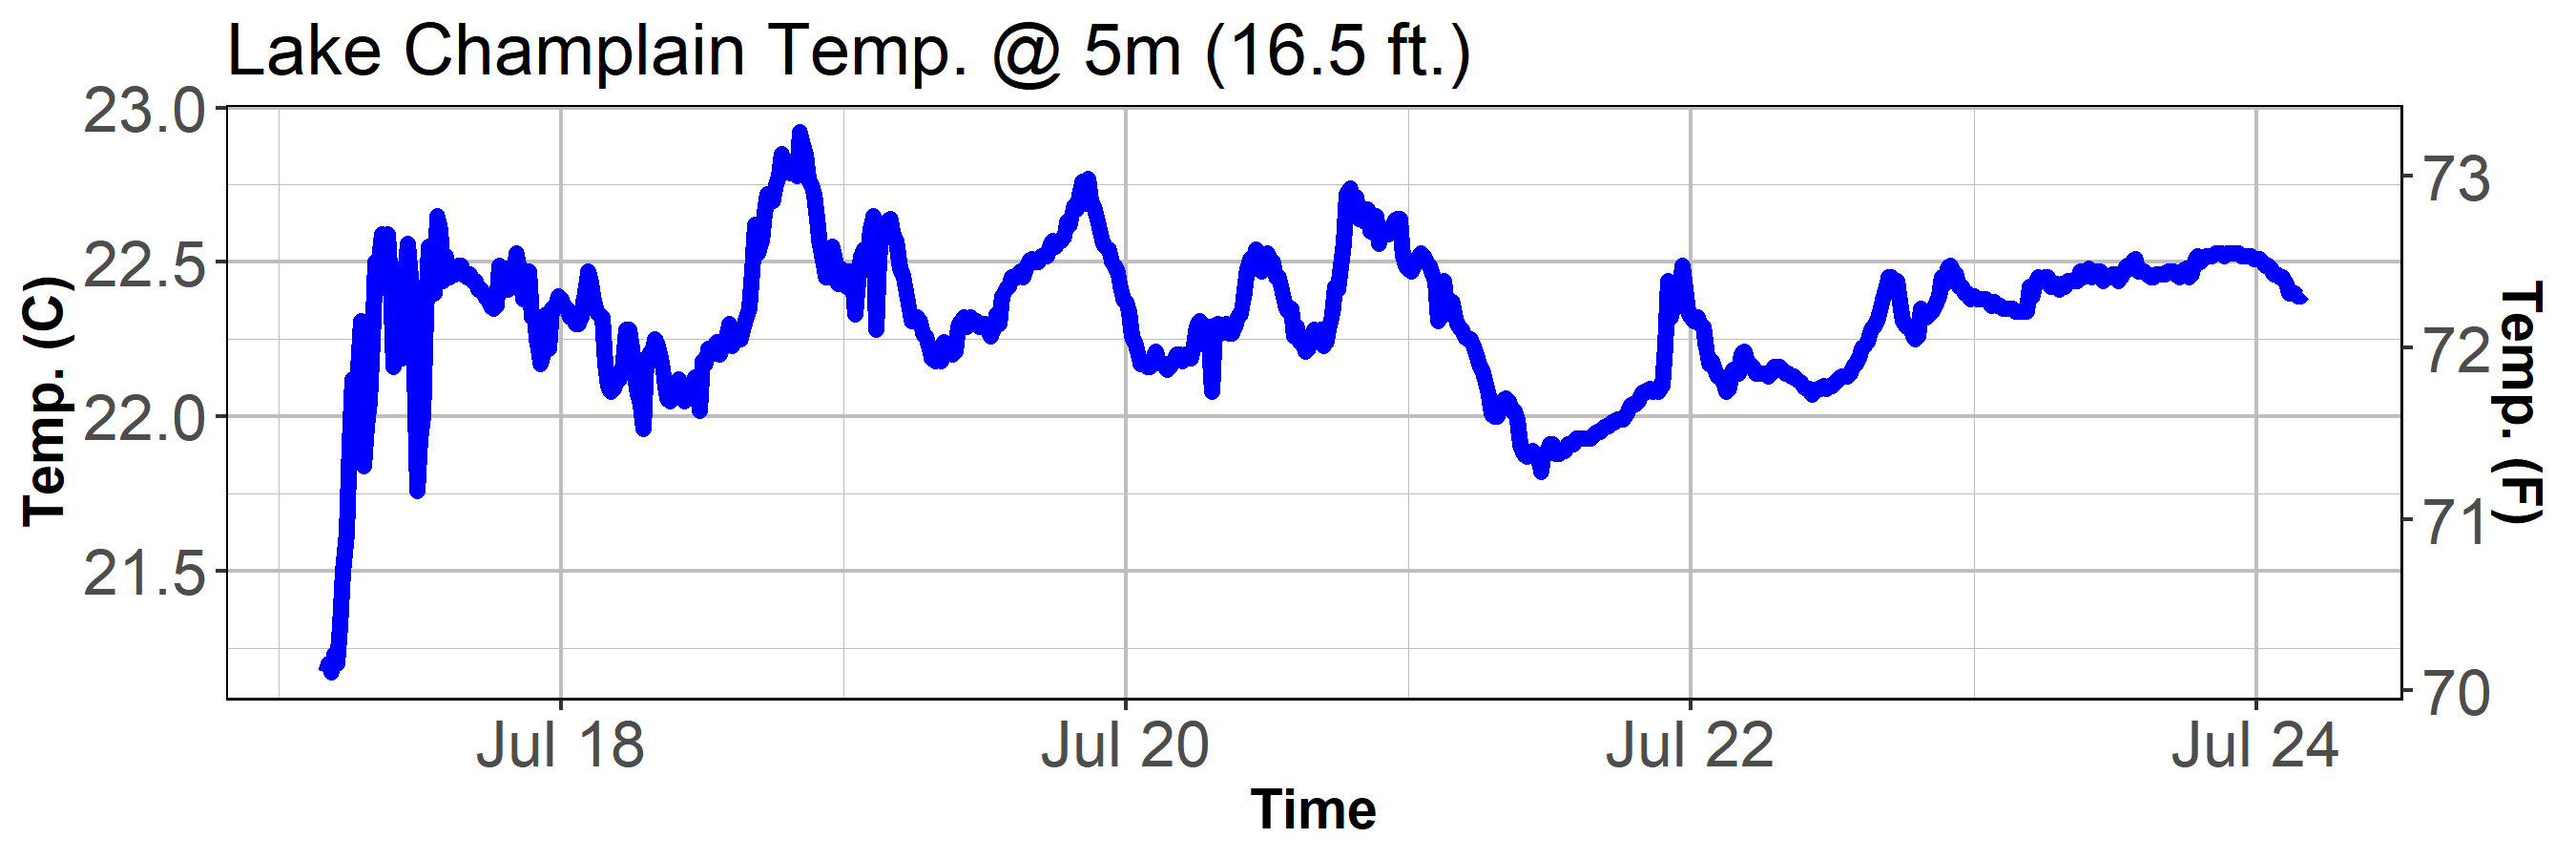 Lake Champlain Temp. @ 5m (16.5 ft.)
23.0
22.5
22.0
21.5
Temp. (C)
73
72
71
70
Temp. (F)
Jul 18
Jul 20
Jul 22
Jul 24
Time